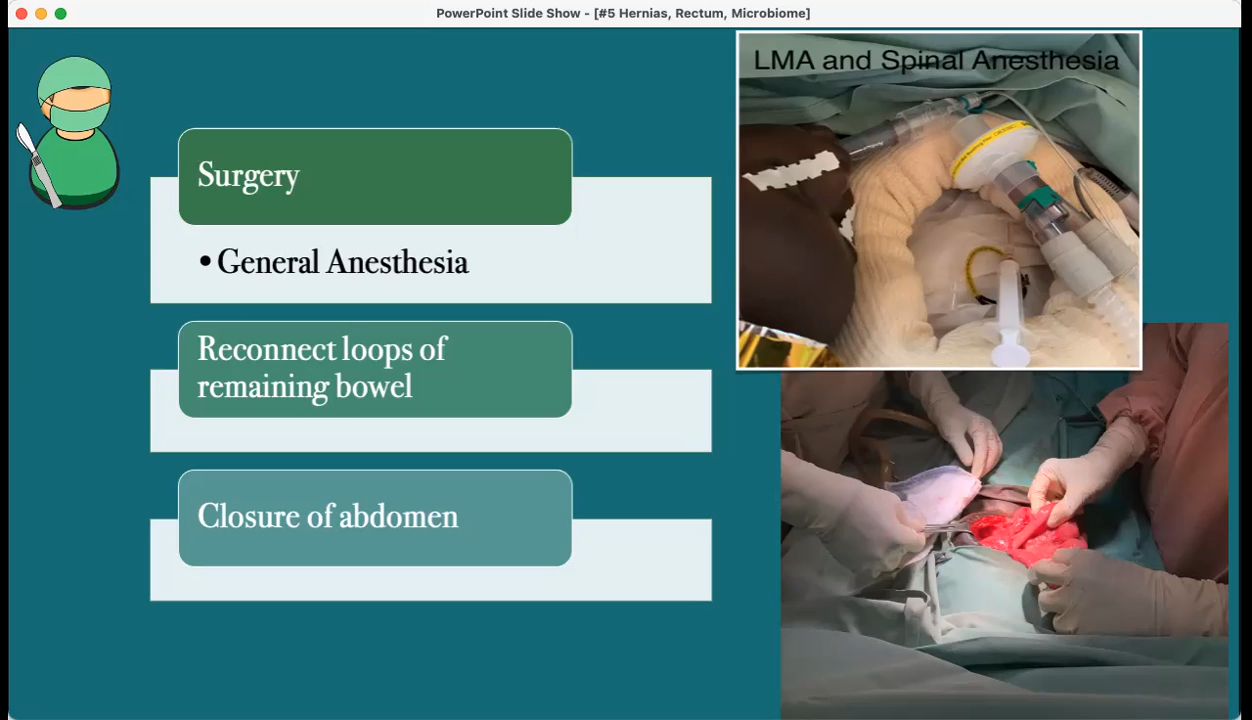 PowerPoint Slide Show - [#5 Hernias, Rectum, Microbiome]
LMA and Spinal Anesthesia
Surgery
• General Anesthesia
Reconnect loops of
remaining bowel
Closure of abdomen